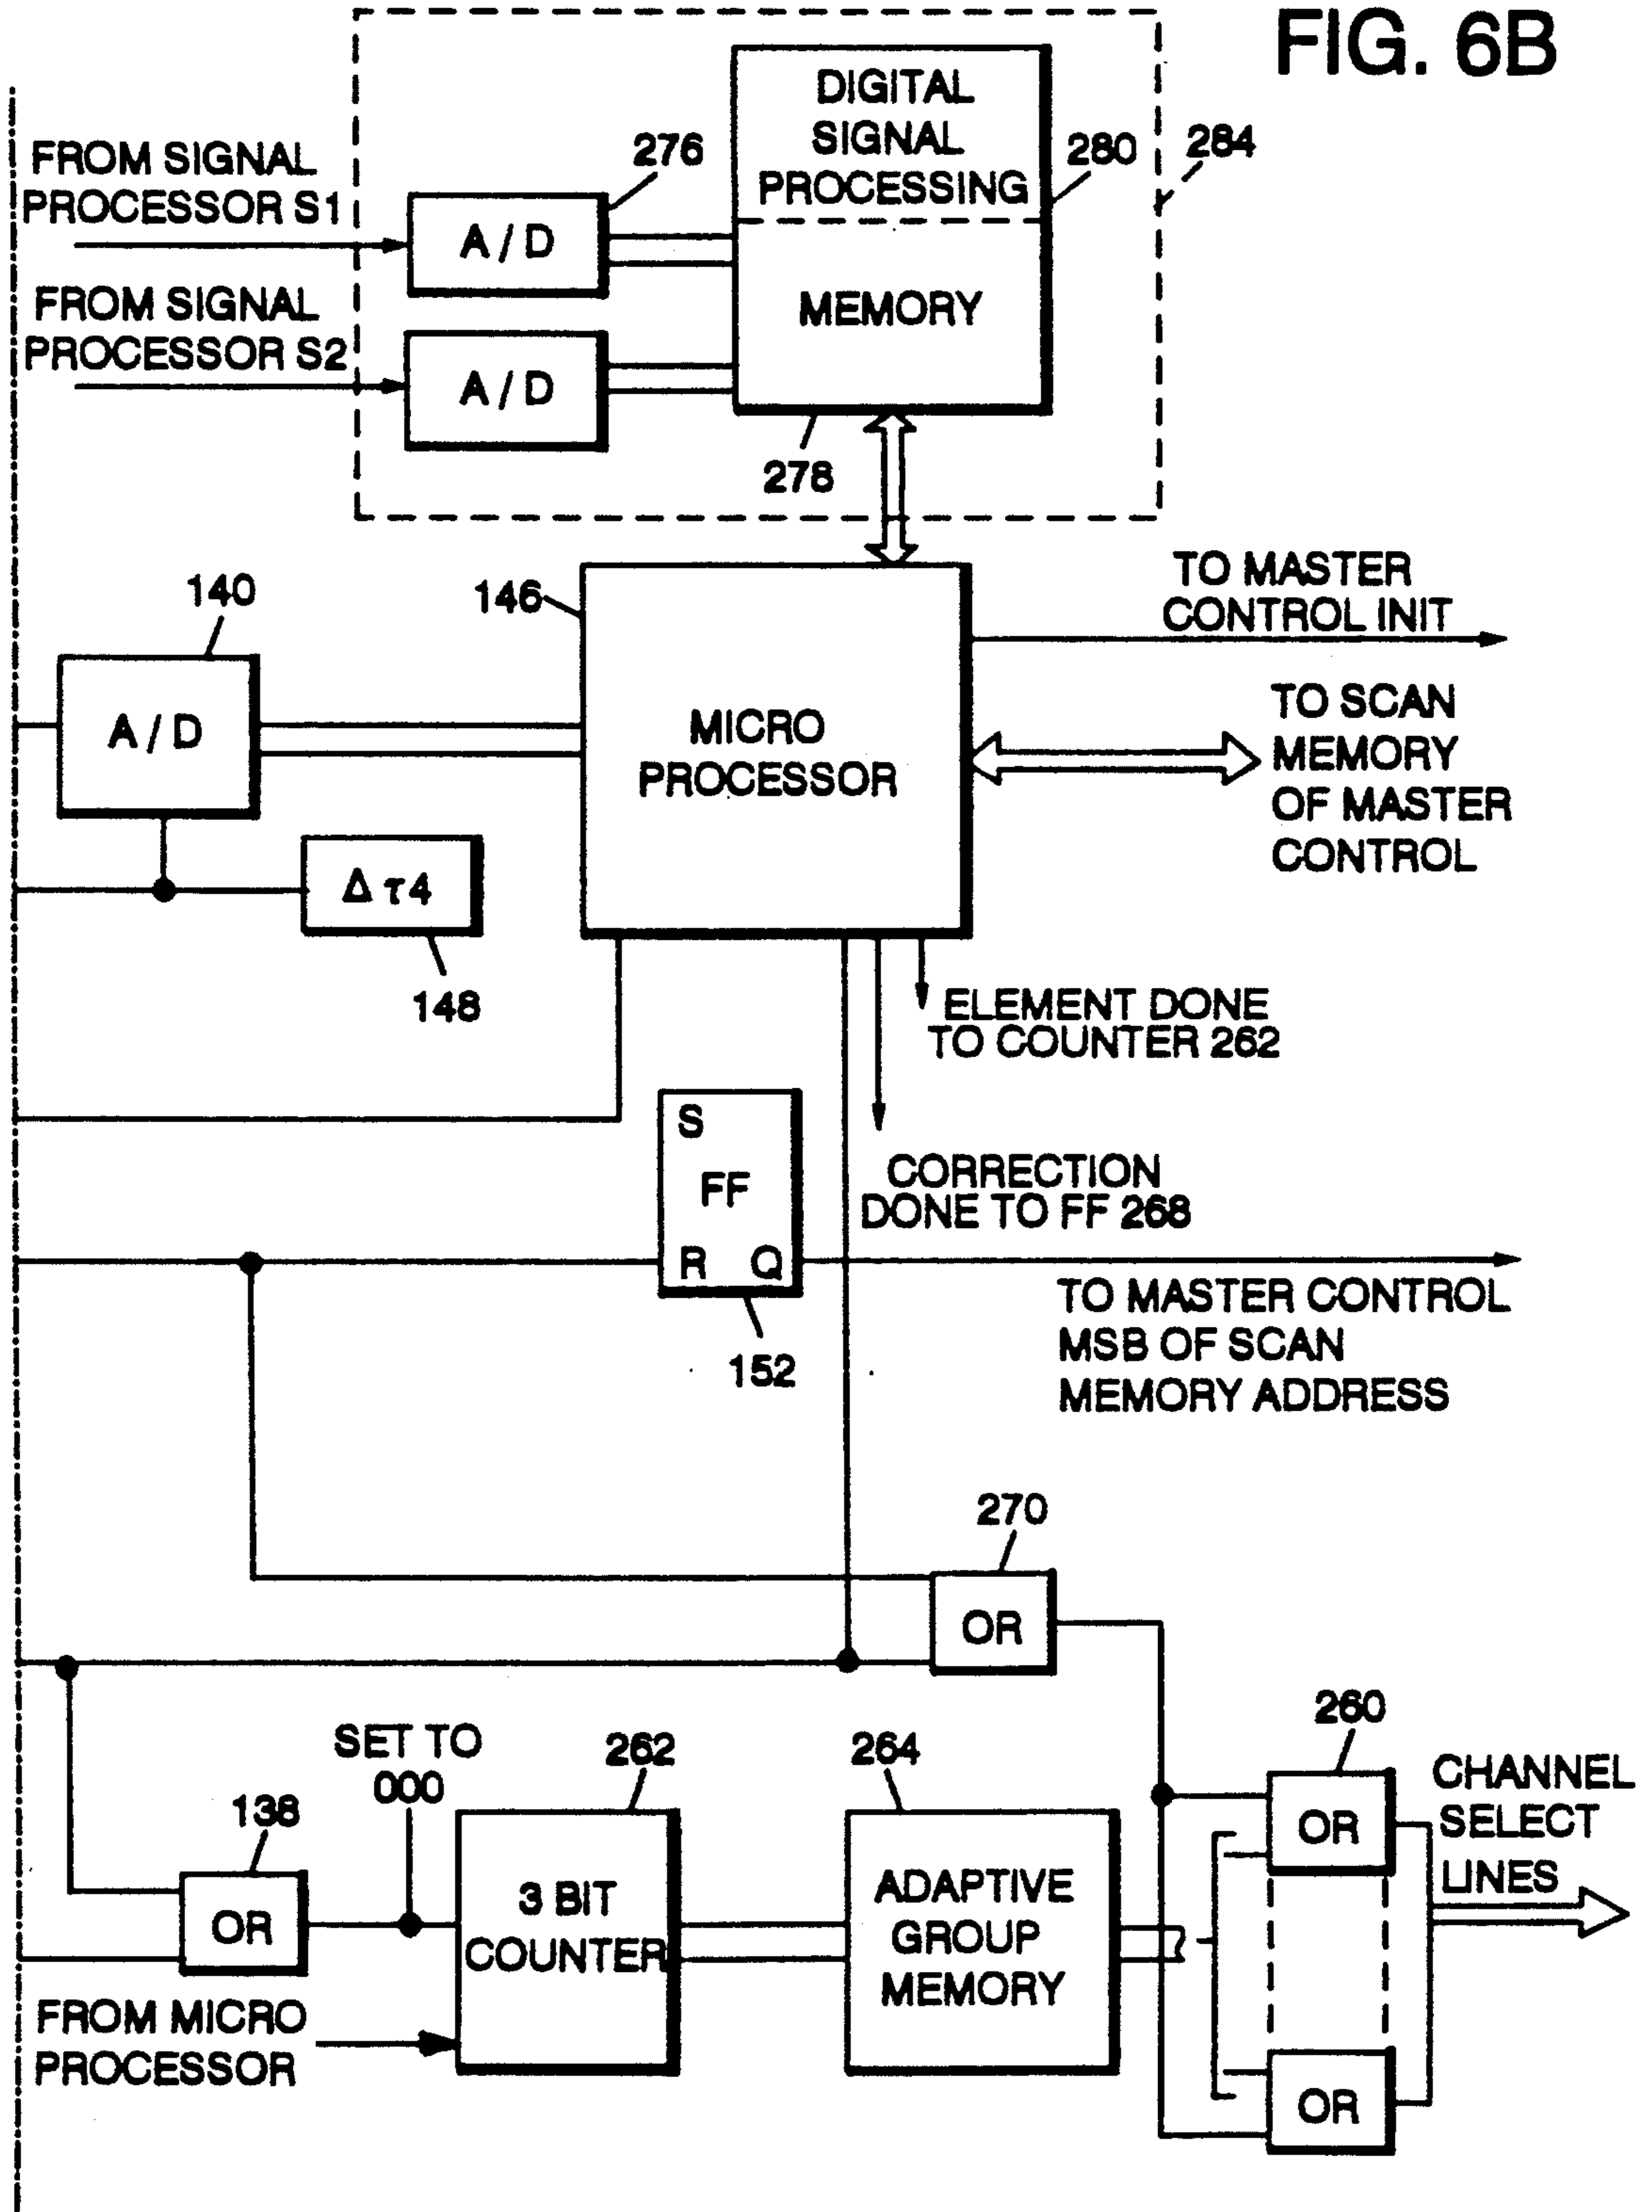 FIG. 6B
DIGITAL
SIGNAL
PROCESSING
280
284
276
FROM SIGNAL
PROCESSOR S1
A / D
MEMORY
FROM SIGNAL
PROCESSOR S2
A / D
278
TO MASTER
CONTROL INIT
140
146
A / D
MICRO
PROCESSOR
TO SCAN
MEMORY
OF MASTER
CONTROL
Δ τ4
148
ELEMENT DONE
TO COUNTER 262
S
FF
R Q
152
CORRECTION
DONE TO FF 268
TO MASTER CONTROL
MSB OF SCAN
MEMORY ADDRESS
270
OR
SET TO
000
138
OR
262
3 BIT
COUNTER
264
ADAPTIVE
GROUP
MEMORY
260
OR
CHANNEL
SELECT
LINES
FROM MICRO
PROCESSOR
OR